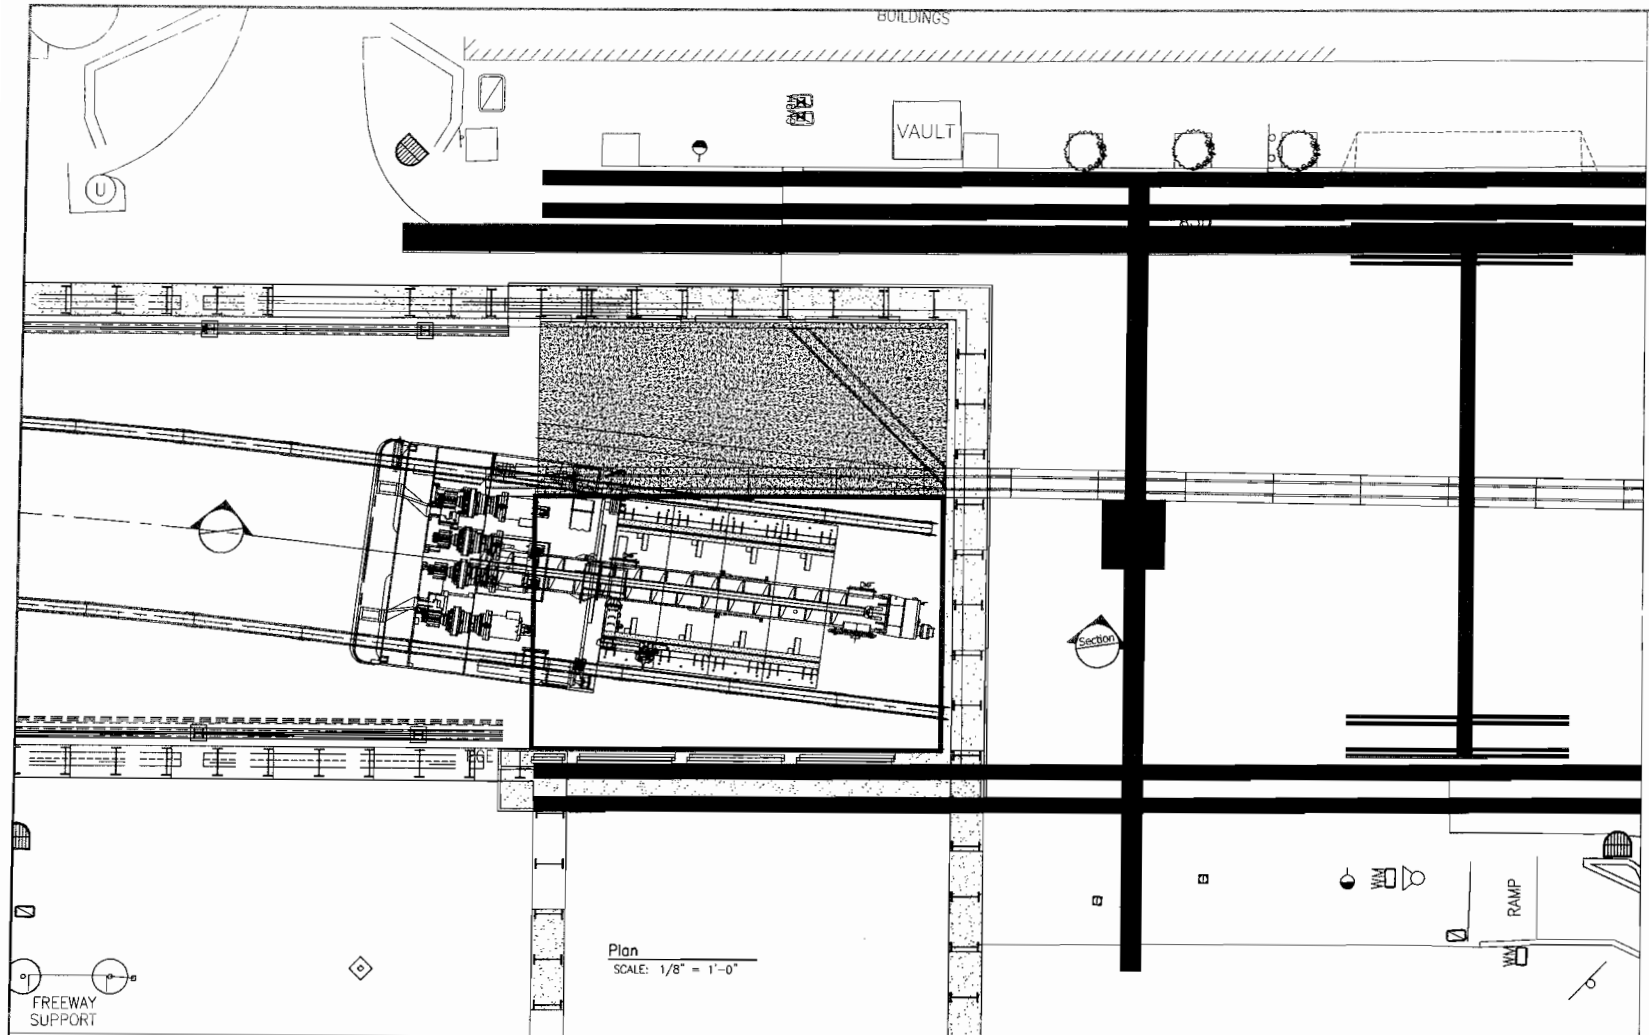 BUILDINGS
VAULT
U
Section
WM
RAMP
WM
Plan
SCALE: 1/8" = 1'-0"
FREEWAY
SUPPORT